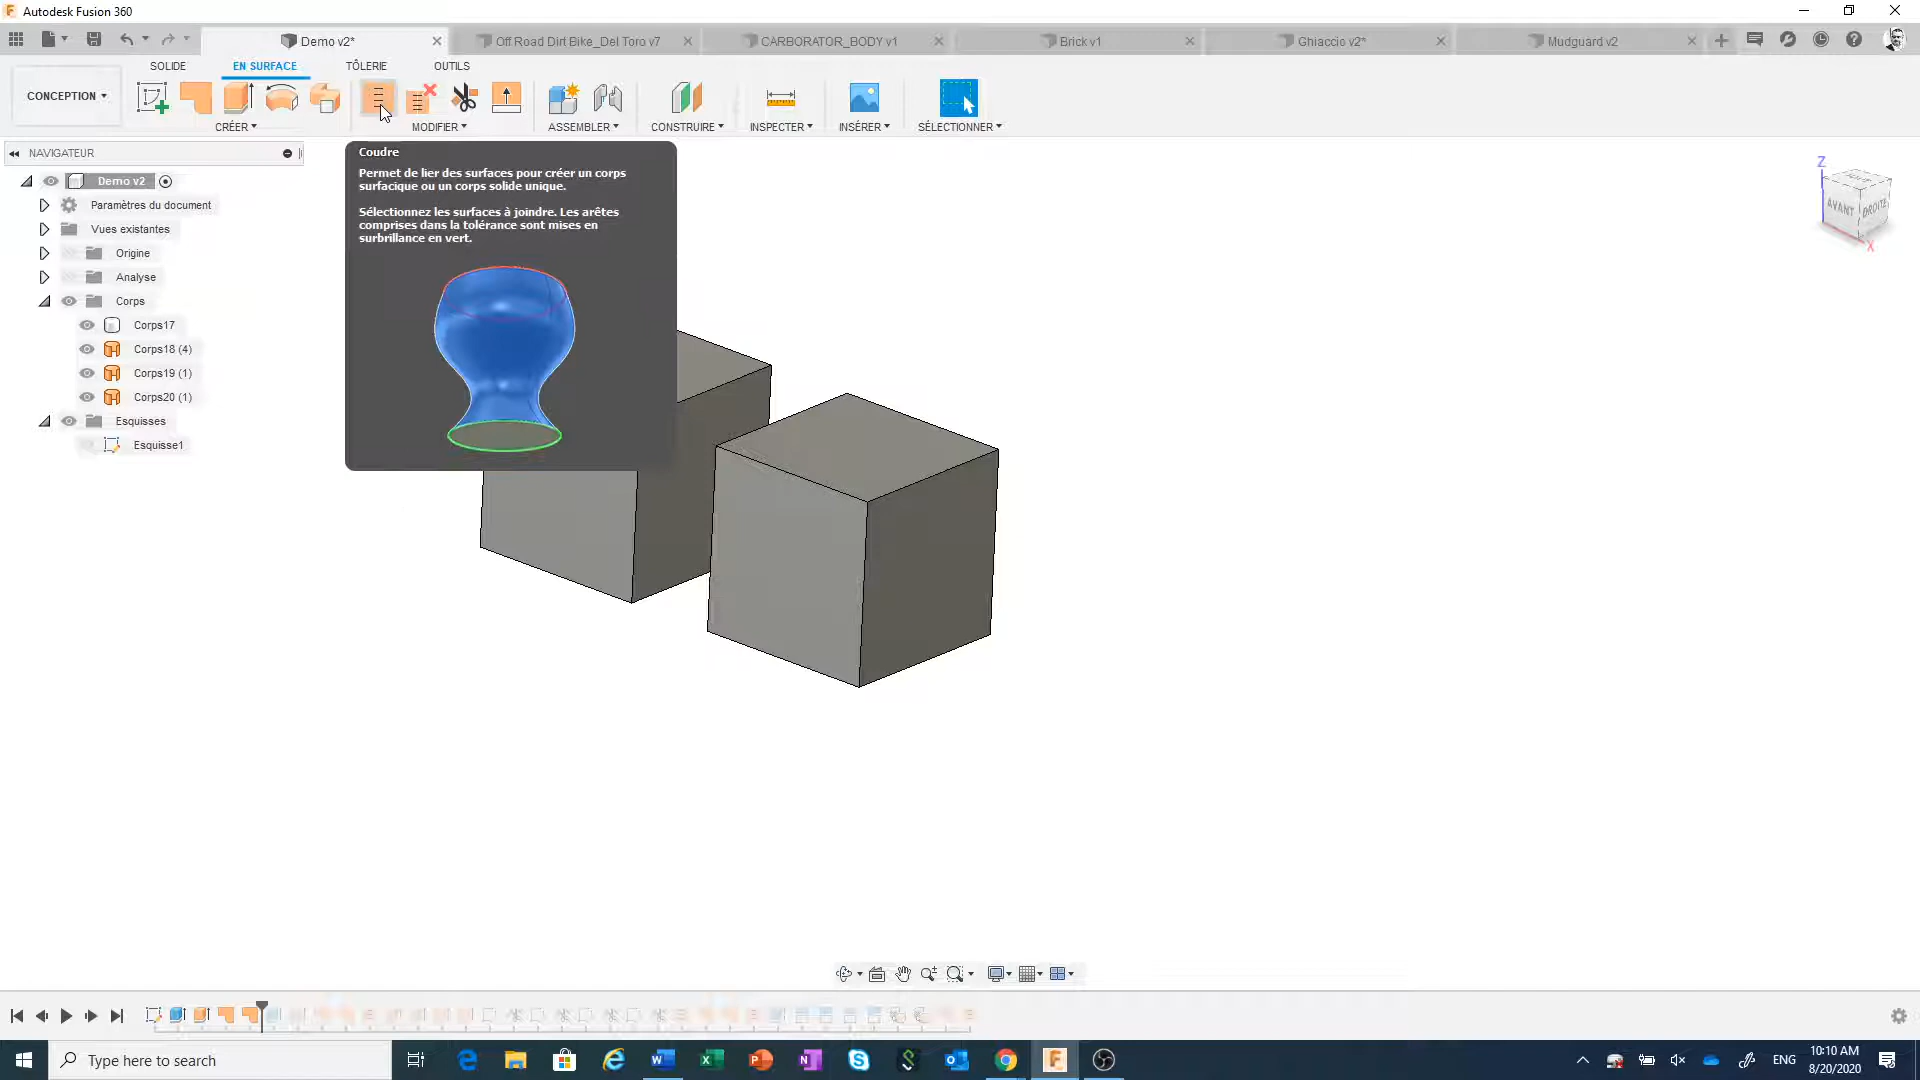 Autodesk Fusion 360
Demo v2*
Off Road Dirt Bike_Del Toro v7
CARBORATOR_BODY v1
Brick v1
Ghiaccio v2*
Mudguard v2
SOLIDE
EN SURFACE
TÔLERIE
OUTILS
CONCEPTION
CRÉER
MODIFIER
ASSEMBLER
CONSTRUIRE
INSPECTER
INSÉRER
SÉLECTIONNER
NAVIGATEUR
Demo v2
Paramètres du document
Vues existantes
Origine
Analyse
Corps
Corps17
Corps18 (4)
Corps19 (1)
Corps20 (1)
Esquisses
Esquisse1
Coudre
Permet de lier des surfaces pour créer un corps
surfacique ou un corps solide unique.
Sélectionnez les surfaces à joindre. Les arêtes
comprises dans la tolérance sont mises en
surbrillance en vert.
Z
AVANT
DROITE
X
Type here to search
ENG
10:10 AM
8/20/2020